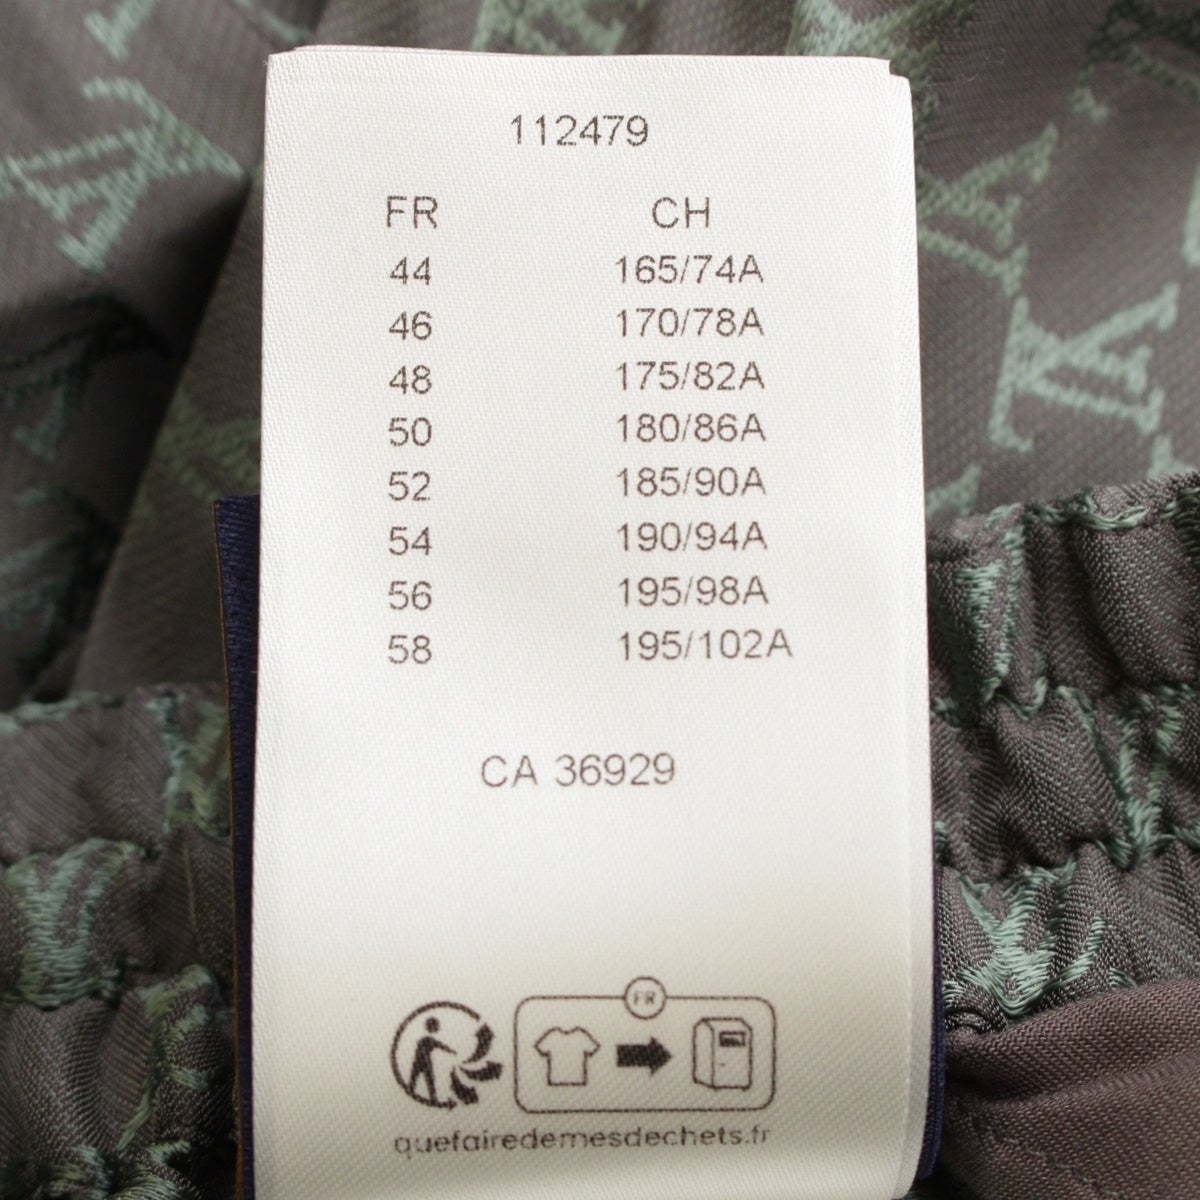 112479
FR CH
44 165/74A
46 170/78A
48 175/82A
50 180/86A
52 185/90A
54 190/94A
56 195/98A
58 195/102A
CA 36929
FR
quefairedemesdechets.fr